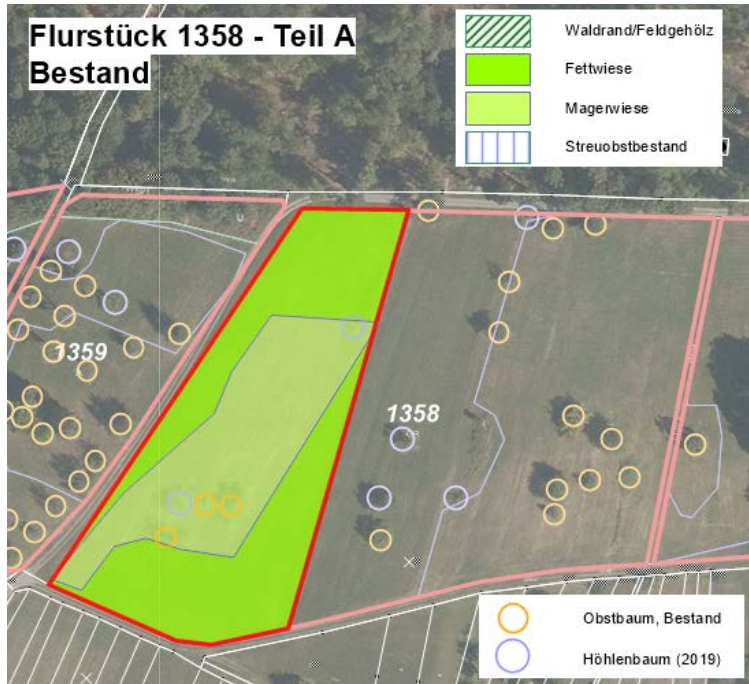 Flurstück 1358 - Teil A
Bestand
Waldrand/Feldgehölz
Fettwiese
Magerwiese
Streuobstbestand
1359
1358
Obstbaum, Bestand
Höhlenbaum (2019)